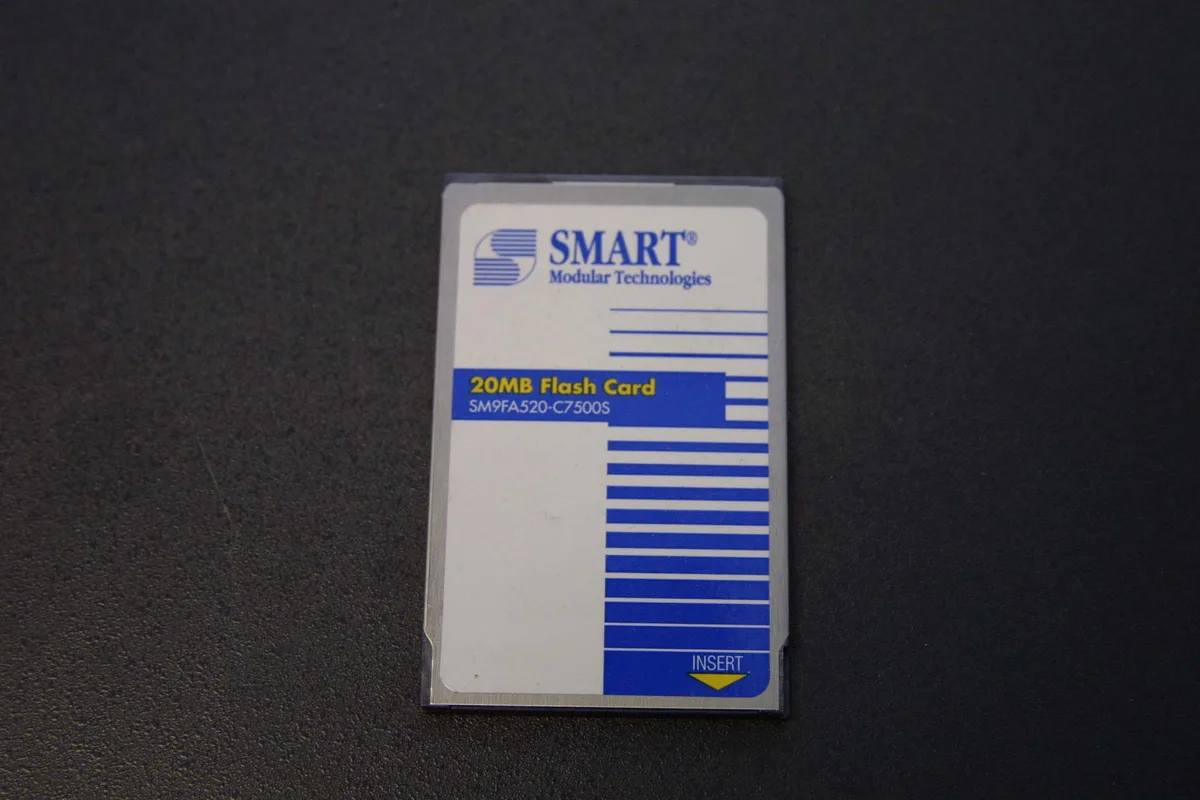 SMART®
Modular Technologies
20MB Flash Card
SM9FA520-C7500S
INSERT